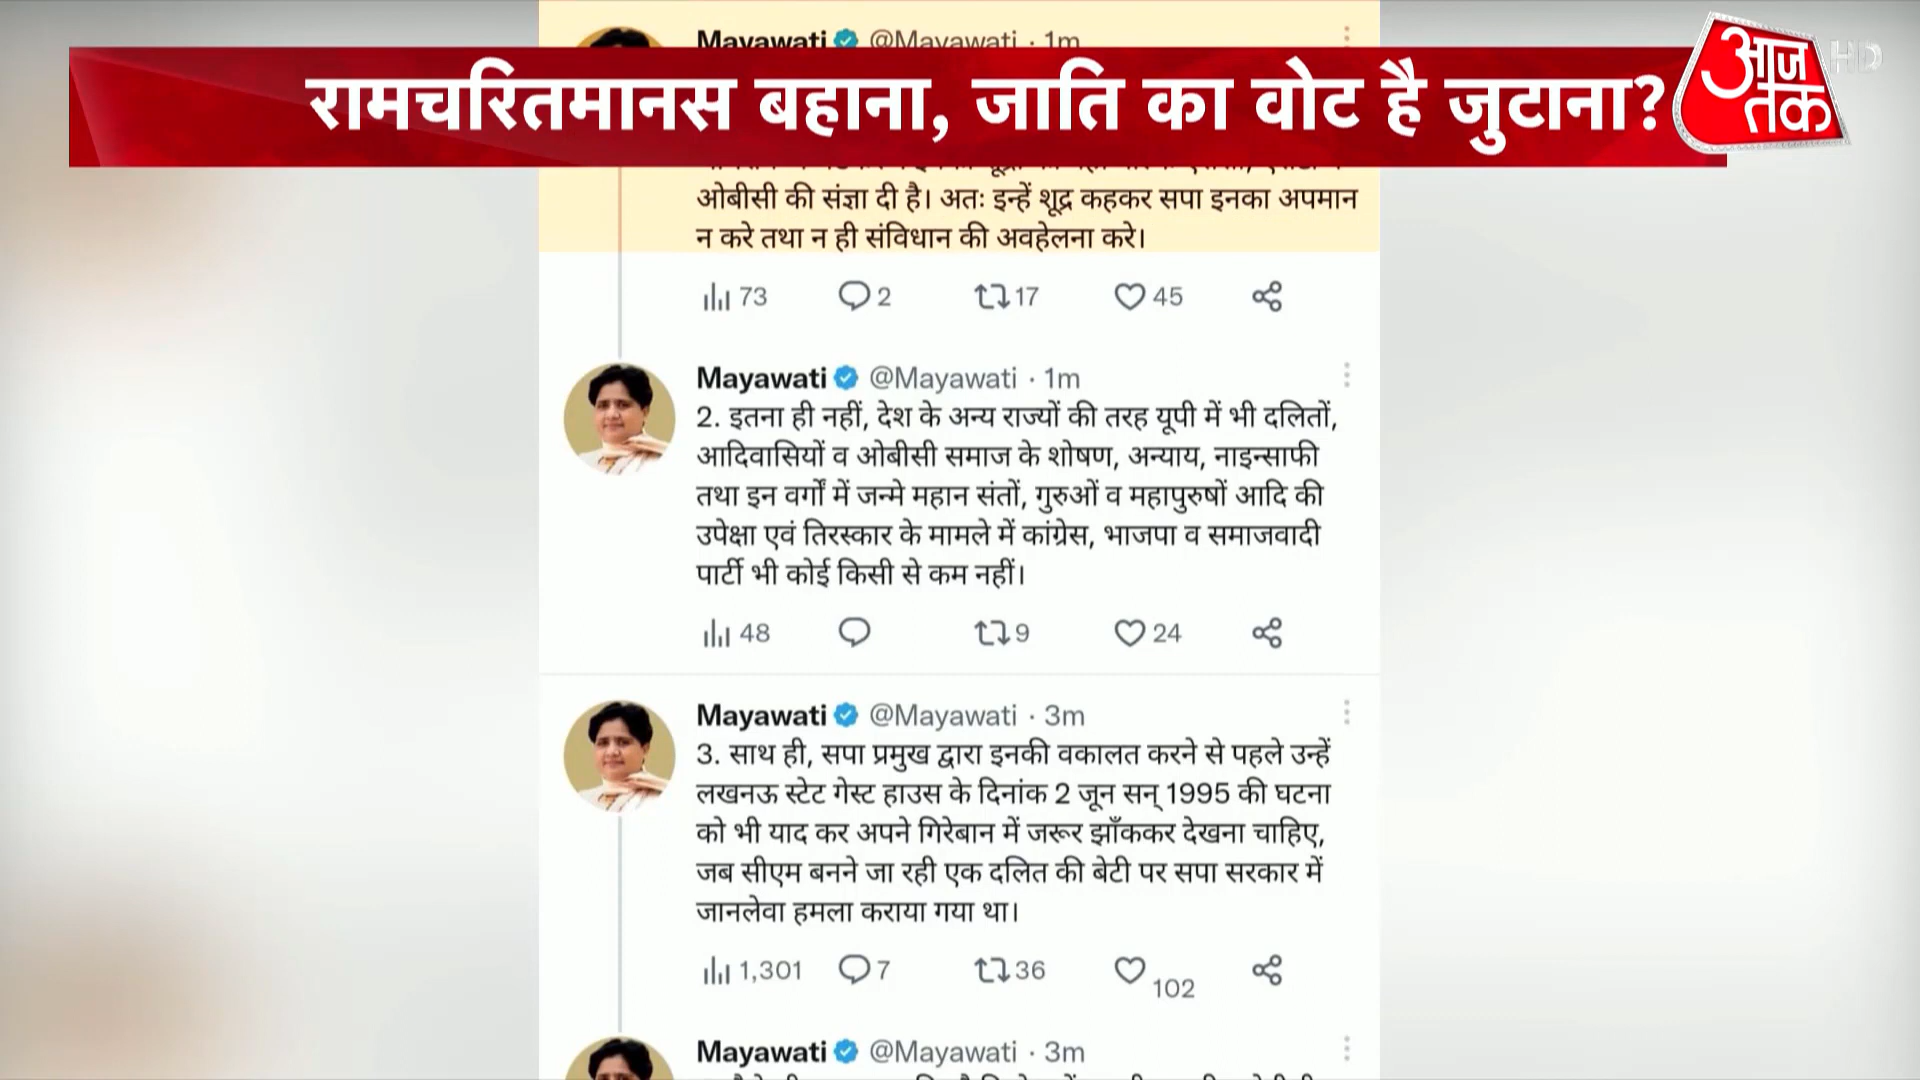 Mayawati @Mayawati · 1m
रामचरितमानस बहाना, जाति का वोट है जुटाना?
आज तक HD
ओबीसी की संज्ञा दी है। अतः इन्हें शूद्र कहकर सपा इनका अपमान
न करे तथा न ही संविधान की अवहेलना करे।
73 2 17 45
Mayawati @Mayawati · 1m
2. इतना ही नहीं, देश के अन्य राज्यों की तरह यूपी में भी दलितों,
आदिवासियों व ओबीसी समाज के शोषण, अन्याय, नाइन्साफी
तथा इन वर्गों में जन्मे महान संतों, गुरुओं व महापुरुषों आदि की
उपेक्षा एवं तिरस्कार के मामले में कांग्रेस, भाजपा व समाजवादी
पार्टी भी कोई किसी से कम नहीं।
48 9 24
Mayawati @Mayawati · 3m
3. साथ ही, सपा प्रमुख द्वारा इनकी वकालत करने से पहले उन्हें
लखनऊ स्टेट गेस्ट हाउस के दिनांक 2 जून सन् 1995 की घटना
को भी याद कर अपने गिरेबान में जरूर झाँककर देखना चाहिए,
जब सीएम बनने जा रही एक दलित की बेटी पर सपा सरकार में
जानलेवा हमला कराया गया था।
1,301 7 36 102
Mayawati @Mayawati · 3m